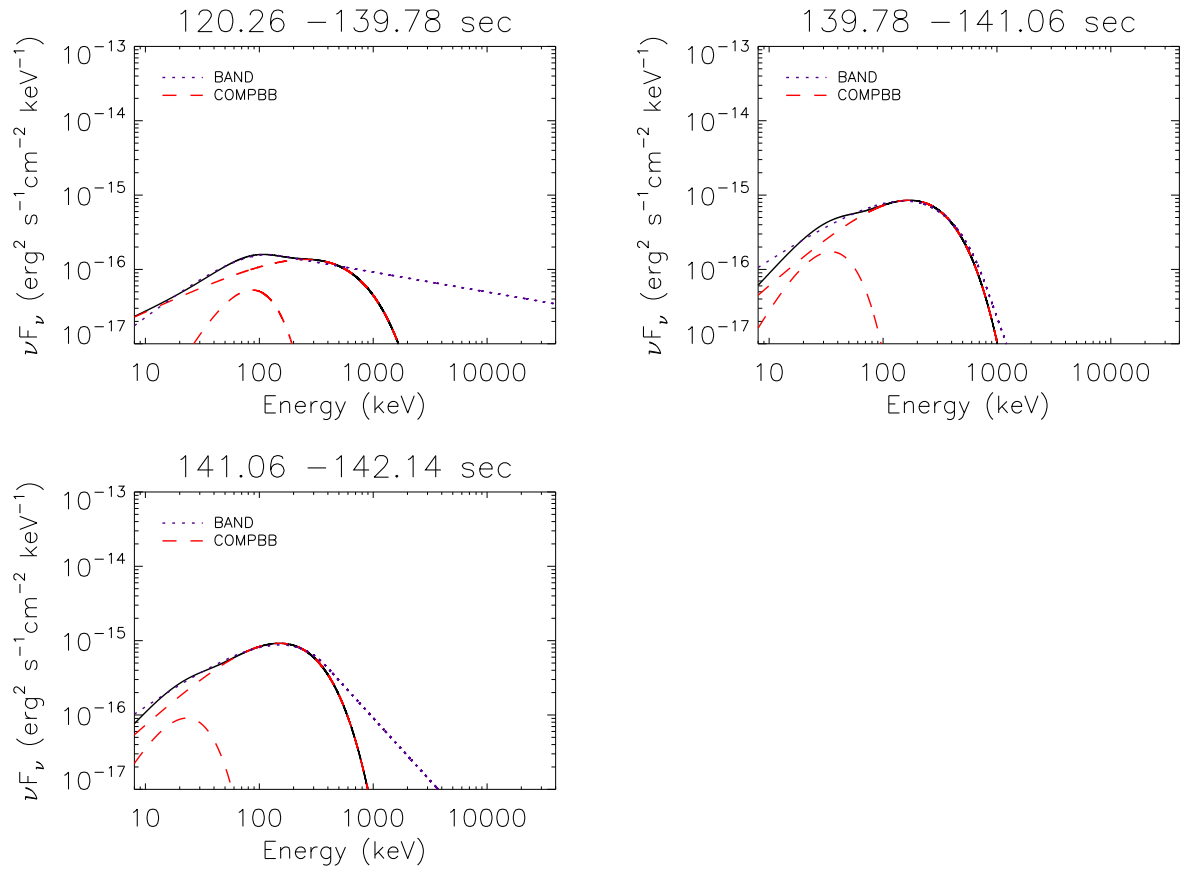 120.26 −139.78 sec
νFν (erg² s⁻¹cm⁻² keV⁻¹)
10⁻¹³
10⁻¹⁴
10⁻¹⁵
10⁻¹⁶
10⁻¹⁷
BAND
COMPBB
10 100 1000 10000
Energy (keV)
139.78 −141.06 sec
νFν (erg² s⁻¹cm⁻² keV⁻¹)
10⁻¹³
10⁻¹⁴
10⁻¹⁵
10⁻¹⁶
10⁻¹⁷
BAND
COMPBB
10 100 1000 10000
Energy (keV)
141.06 −142.14 sec
νFν (erg² s⁻¹cm⁻² keV⁻¹)
10⁻¹³
10⁻¹⁴
10⁻¹⁵
10⁻¹⁶
10⁻¹⁷
BAND
COMPBB
10 100 1000 10000
Energy (keV)